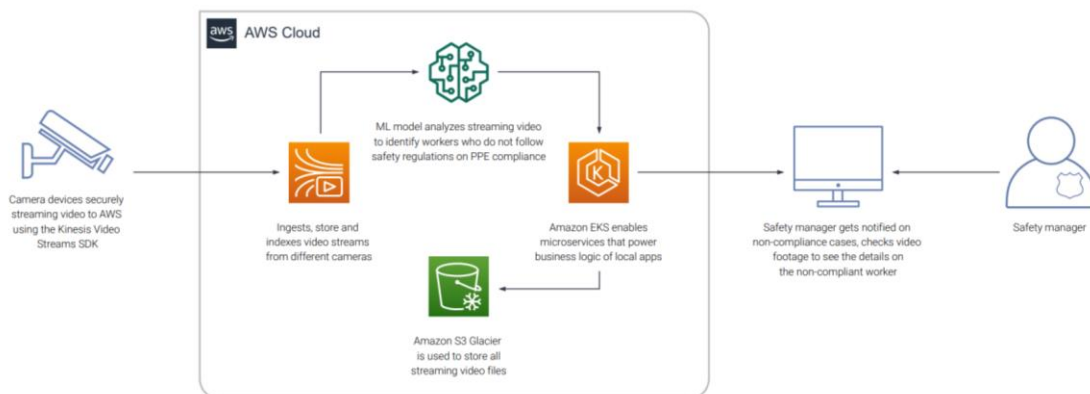 aws
AWS Cloud
ML model analyzes streaming video
to identify workers who do not follow
safety regulations on PPE compliance
Camera devices securely
streaming video to AWS
using the Kinesis Video
Streams SDK
Ingests, store and
indexes video streams
from different cameras
K
Amazon EKS enables
microservices that power
business logic of local apps
Safety manager gets notified on
non-compliance cases, checks video
footage to see the details on
the non-compliant worker
Safety manager
Amazon S3 Glacier
is used to store all
streaming video files